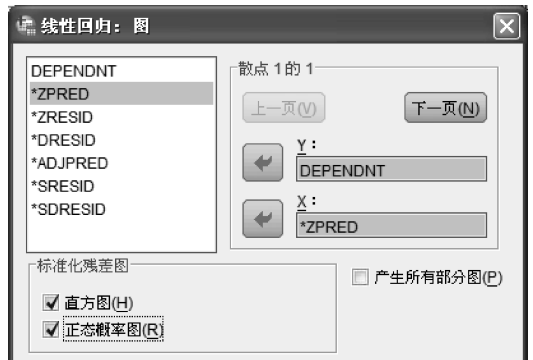 线性回归：图
DEPENDNT
*ZPRED
*ZRESID
*DRESID
*ADJPRED
*SRESID
*SDRESID
散点 1 的 1
上一页(V)
下一页(N)
Y：
DEPENDNT
X：
*ZPRED
标准化残差图
直方图(H)
正态概率图(R)
产生所有部分图(P)